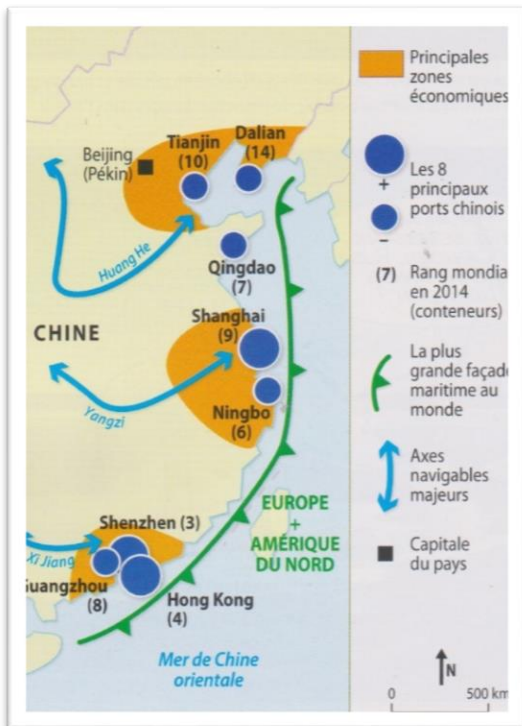 Tianjin
(10)
Dalian
(14)
Beijing
(Pékin)
Huang He
Qingdao
(7)
Shanghai
(9)
CHINE
Yangzi
Ningbo
(6)
EUROPE
+
AMÉRIQUE
DU NORD
Shenzhen (3)
Xi Jiang
Guangzhou
(8)
Hong Kong
(4)
Mer de Chine
orientale
Principales
zones
économiques
+
−
Les 8
principaux
ports chinois
(7)
Rang mondia
en 2014
(conteneurs)
La plus
grande façade
maritime au
monde
Axes
navigables
majeurs
Capitale
du pays
N
0 500 km